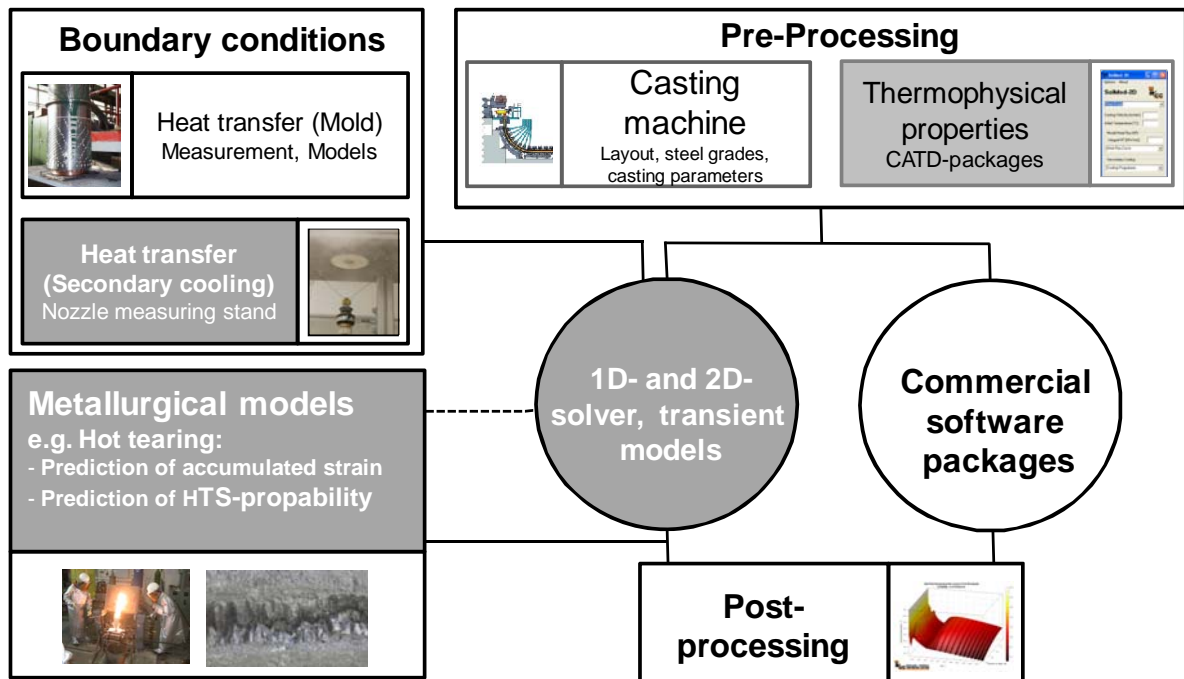 Boundary conditions
Heat transfer (Mold)
Measurement, Models
Heat transfer
(Secondary cooling)
Nozzle measuring stand
Metallurgical models
e.g. Hot tearing:
- Prediction of accumulated strain
- Prediction of HTS-propability
Pre-Processing
Casting
machine
Layout, steel grades,
casting parameters
Thermophysical
properties
CATD-packages
1D- and 2D-
solver, transient
models
Commercial
software
packages
Post-
processing